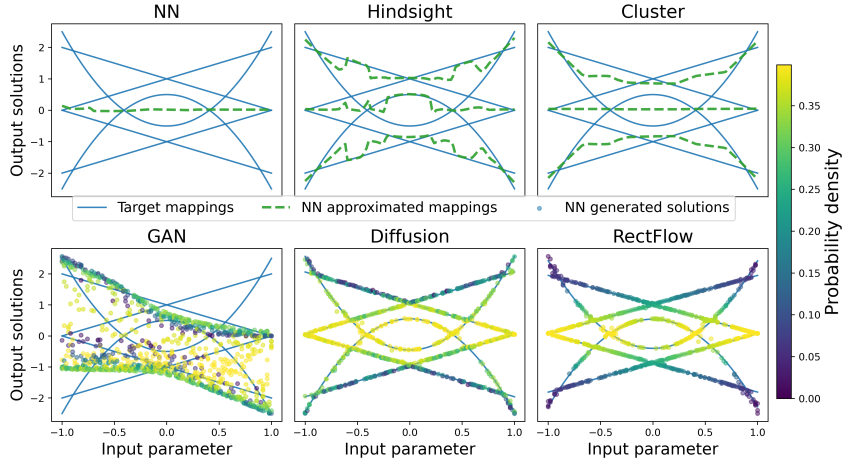 NN
Hindsight
Cluster
Output solutions
2
1
0
−1
−2
Target mappings
NN approximated mappings
NN generated solutions
GAN
Diffusion
RectFlow
Output solutions
2
1
0
−1
−2
−1.0 −0.5 0.0 0.5 1.0
−1.0 −0.5 0.0 0.5 1.0
−1.0 −0.5 0.0 0.5 1.0
Input parameter
Input parameter
Input parameter
0.35
0.30
0.25
0.20
0.15
0.10
0.05
0.00
Probability density